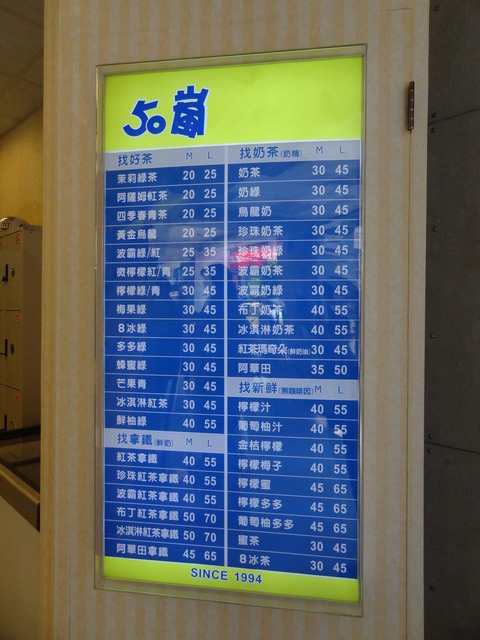 50嵐
找好茶 M L
茉莉綠茶 20 25
阿薩姆紅茶 20 25
四季春青茶 20 25
黃金烏龍 20 25
波霸綠/紅 25 35
微檸檬紅/青 25 35
檸檬綠/青 30 45
梅果綠 30 45
8冰綠 30 45
多多綠 30 45
蜂蜜綠 30 45
芒果青 30 45
冰淇淋紅茶 30 45
鮮柚綠 30 45
找拿鐵(鮮奶) M L
紅茶拿鐵 40 55
珍珠紅茶拿鐵 40 55
波霸紅茶拿鐵 40 55
布丁紅茶拿鐵 50 70
冰淇淋紅茶拿鐵 50 70
阿華田拿鐵 45 65
找奶茶(奶精) M L
奶茶 30 45
奶綠 30 45
烏龍奶 30 45
珍珠奶茶 30 45
珍珠奶綠 30 45
波霸奶茶 30 45
波霸奶綠 30 45
布丁奶茶 40 55
冰淇淋奶茶 40 55
紅茶瑪奇朵(鮮奶油) 30 45
阿華田 35 50
找新鮮(無咖啡因) M L
檸檬汁 40 55
葡萄柚汁 40 55
金桔檸檬 40 55
檸檬梅子 40 55
檸檬蜜 45 65
檸檬多多 45 65
葡萄柚多多 45 65
蜜茶 30 45
8冰茶 30 45
SINCE 1994